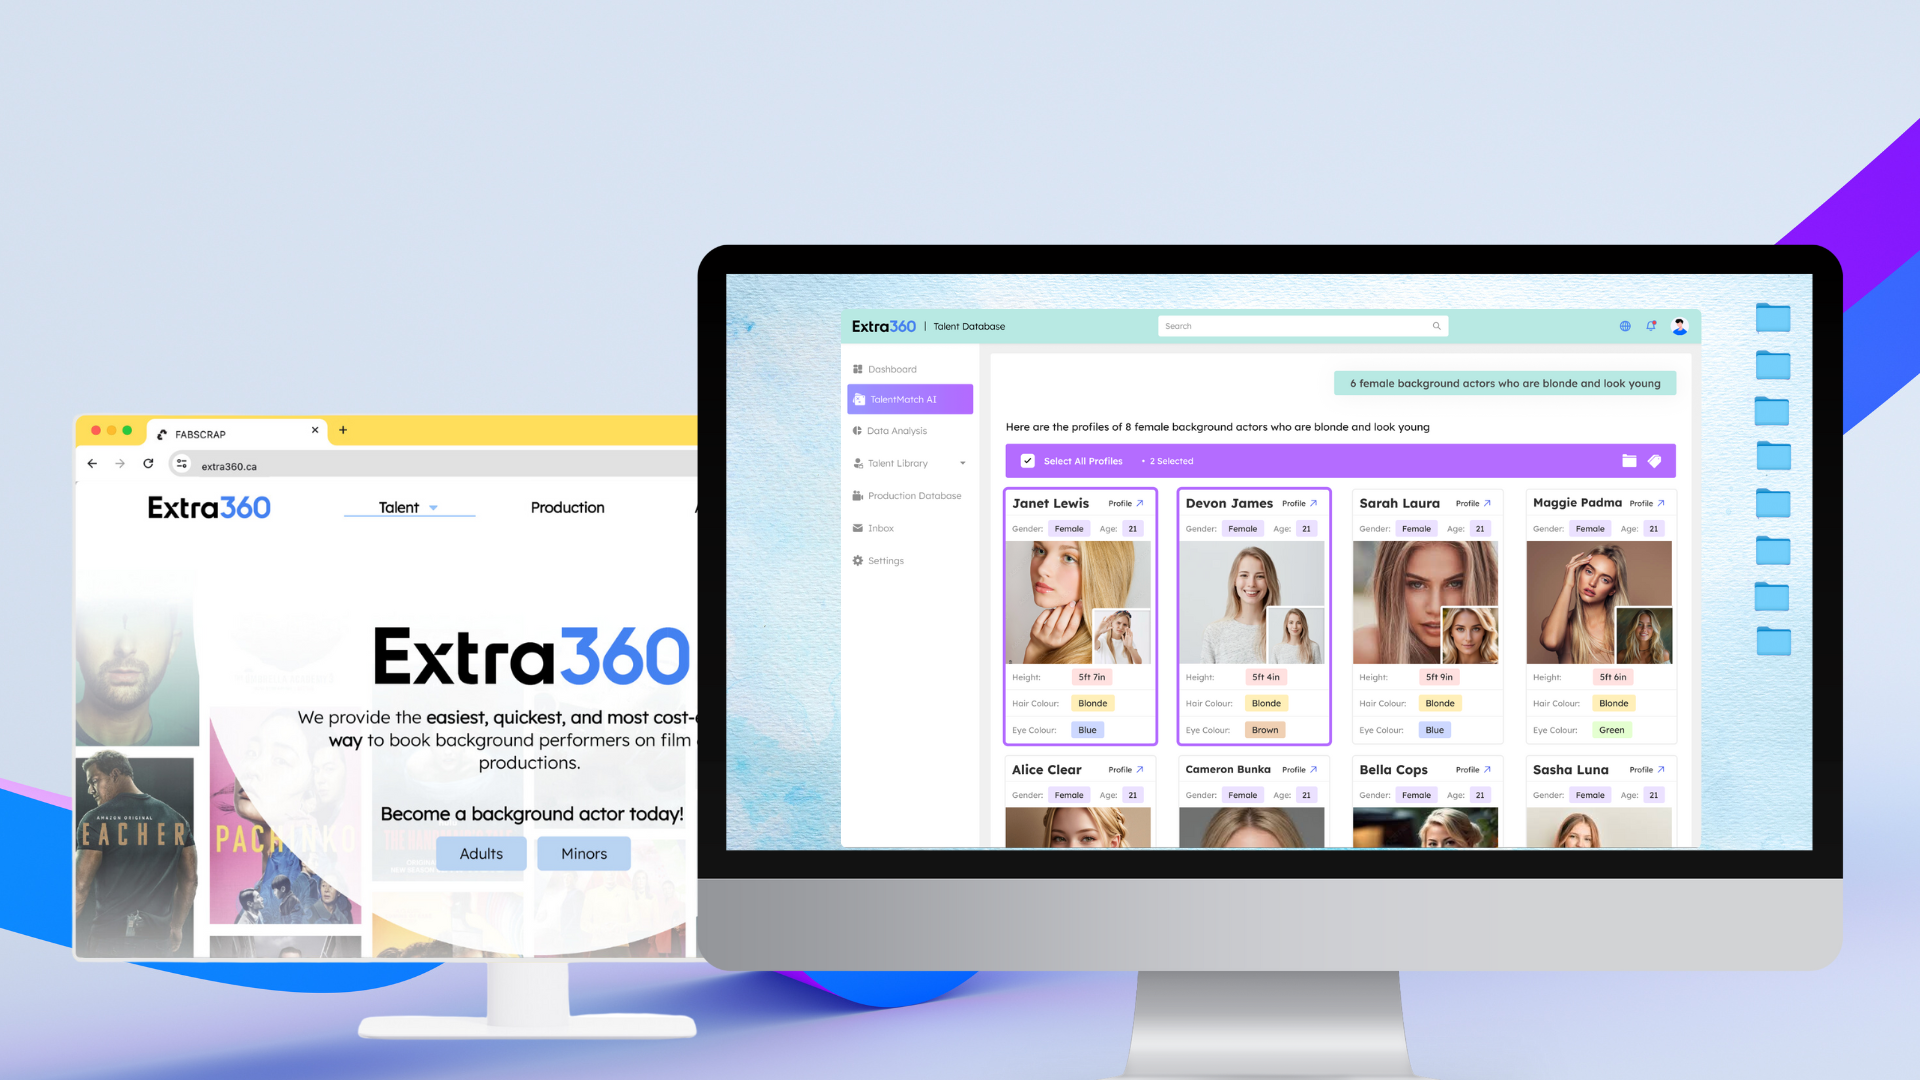 FABSCRAP
extra360.ca
Extra360
Talent
Production
Extra360
We provide the easiest, quickest, and most cost-
way to book background performers on film
productions.
Become a background actor today!
Adults
Minors
AMAZON ORIGINAL
EACHER
PACHINKO
Extra360 | Talent Database
Search
Dashboard
TalentMatch AI
Data Analysis
Talent Library
Production Database
Inbox
Settings
6 female background actors who are blonde and look young
Here are the profiles of 8 female background actors who are blonde and look young
Select All Profiles • 2 Selected
Janet Lewis Profile
Gender: Female Age: 21
Height: 5ft 7in
Hair Colour: Blonde
Eye Colour: Blue
Devon James Profile
Gender: Female Age: 21
Height: 5ft 4in
Hair Colour: Blonde
Eye Colour: Brown
Sarah Laura Profile
Gender: Female Age: 21
Height: 5ft 9in
Hair Colour: Blonde
Eye Colour: Blue
Maggie Padma Profile
Gender: Female Age: 21
Height: 5ft 6in
Hair Colour: Blonde
Eye Colour: Green
Alice Clear Profile
Gender: Female Age: 21
Cameron Bunka Profile
Gender: Female Age: 21
Bella Cops Profile
Gender: Female Age: 21
Sasha Luna Profile
Gender: Female Age: 21